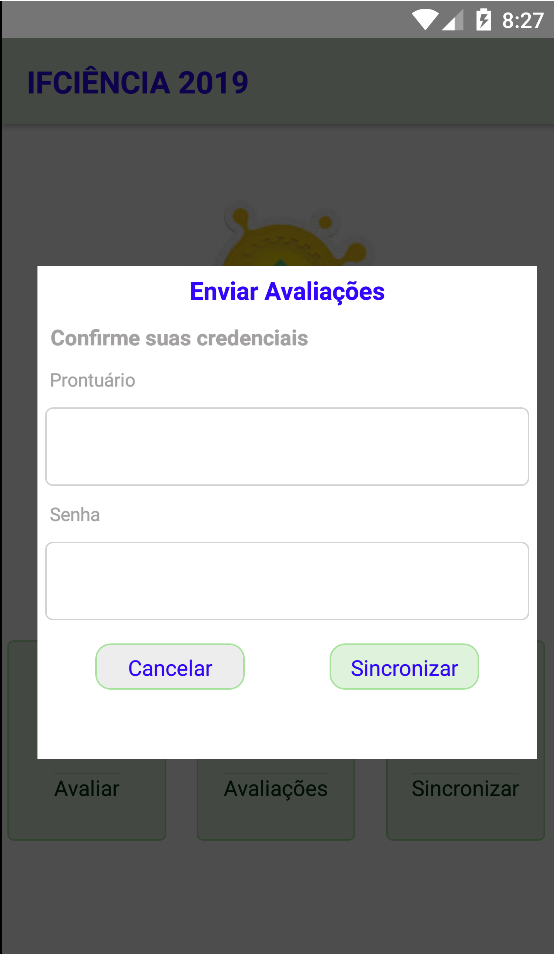 8:27
IFCIÊNCIA 2019
Enviar Avaliações
Confirme suas credenciais
Prontuário
Senha
Cancelar
Sincronizar
Avaliar
Avaliações
Sincronizar